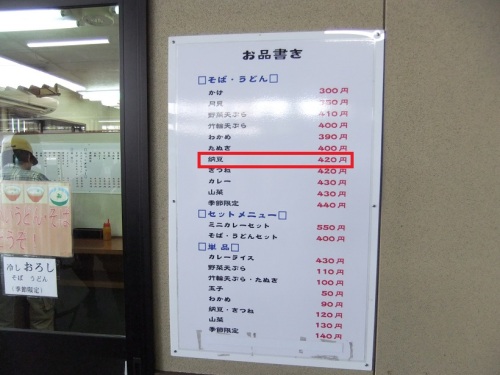 お品書き
□そば・うどん□
かけ 300円
月見 350円
野菜天ぷら 410円
竹輪天ぷら 400円
わかめ 390円
たぬき 400円
納豆 420円
きつね 420円
カレー 430円
山菜 430円
季節限定 440円
□セットメニュー□
ミニカレーセット 550円
そば・うどんセット 400円
□単品□
カレーライス 430円
野菜天ぷら 110円
竹輪天ぷら・たぬき 100円
玉子 50円
わかめ 90円
納豆・きつね 120円
山菜 130円
季節限定 140円
うどん・そば
冷しおろし
そば うどん
(季節限定)